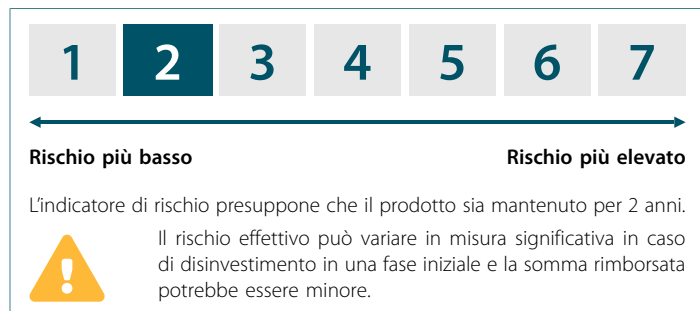 1 2 3 4 5 6 7
Rischio più basso Rischio più elevato
L'indicatore di rischio presuppone che il prodotto sia mantenuto per 2 anni.
Il rischio effettivo può variare in misura significativa in caso
di disinvestimento in una fase iniziale e la somma rimborsata
potrebbe essere minore.